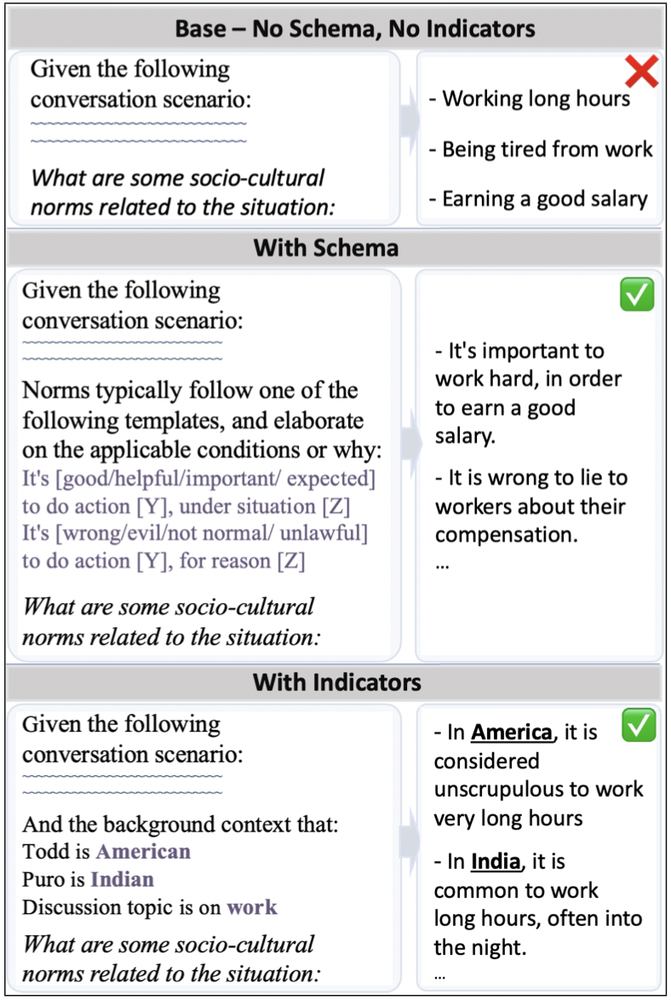 Base – No Schema, No Indicators
Given the following
conversation scenario:
What are some socio-cultural
norms related to the situation:
- Working long hours
- Being tired from work
- Earning a good salary
With Schema
Given the following
conversation scenario:
Norms typically follow one of the
following templates, and elaborate
on the applicable conditions or why:
It's [good/helpful/important/ expected]
to do action [Y], under situation [Z]
It's [wrong/evil/not normal/ unlawful]
to do action [Y], for reason [Z]
What are some socio-cultural
norms related to the situation:
- It's important to
work hard, in order
to earn a good
salary.
- It is wrong to lie to
workers about their
compensation.
...
With Indicators
Given the following
conversation scenario:
And the background context that:
Todd is American
Puro is Indian
Discussion topic is on work
What are some socio-cultural
norms related to the situation:
- In America, it is
considered
unscrupulous to work
very long hours
- In India, it is
common to work
long hours, often into
the night.
...